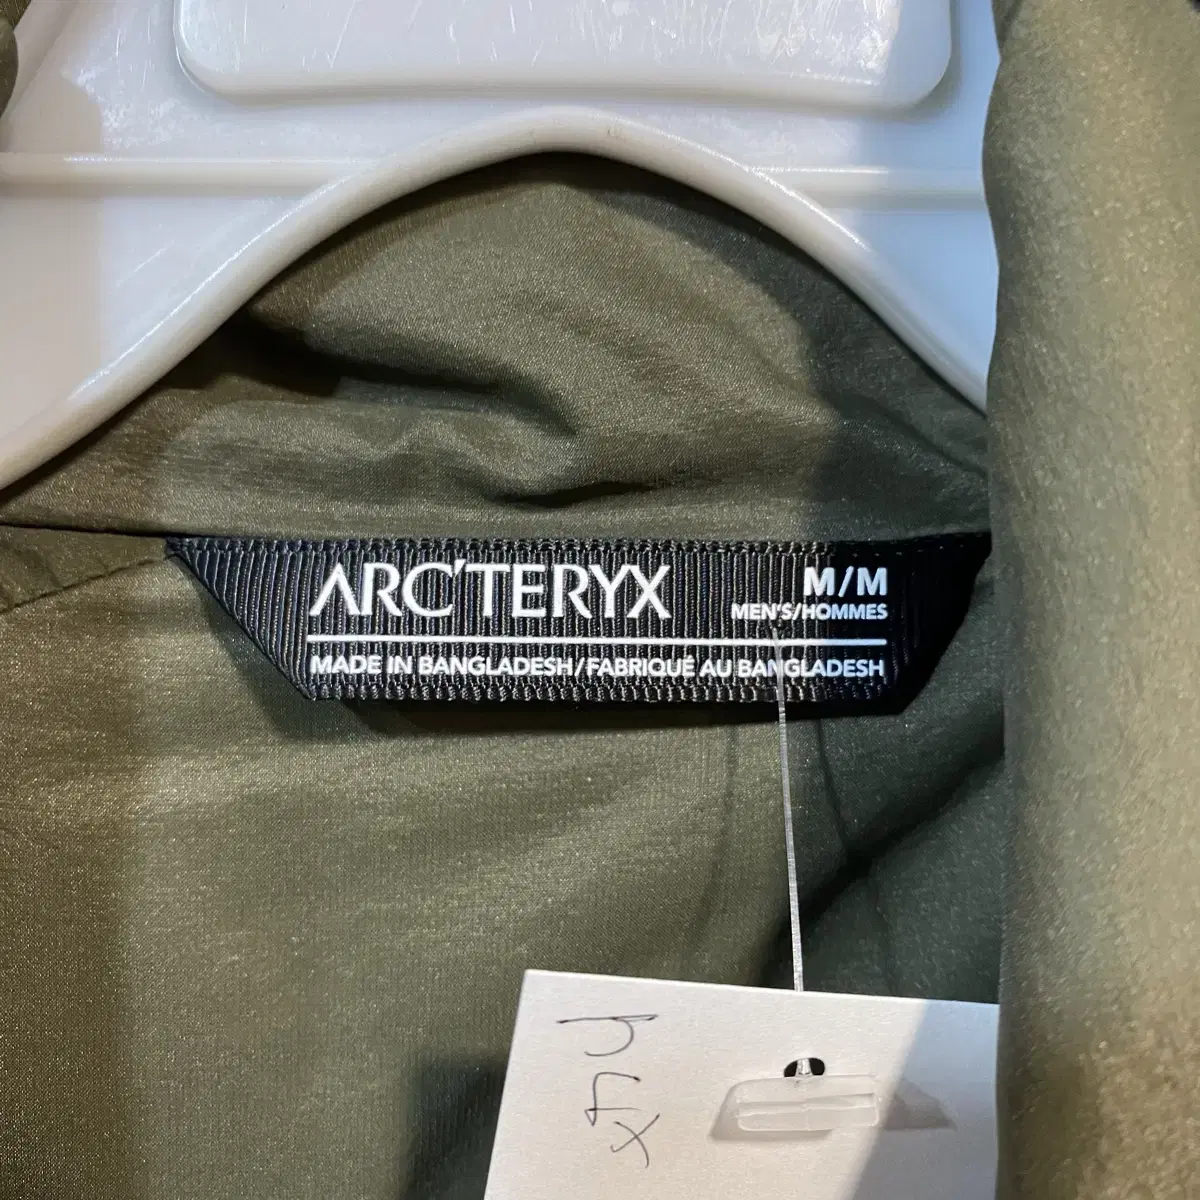 ARC'TERYX
M/M
MEN'S/HOMMES
MADE IN BANGLADESH/FABRIQUÉ AU BANGLADESH